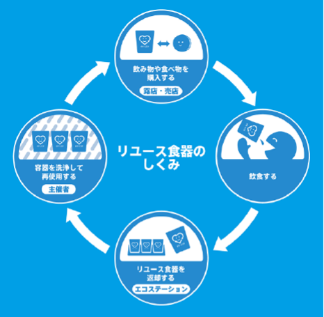 飲み物や食べ物を
購入する
露店・売店
リユース食器の
しくみ
飲食する
容器を洗浄して
再使用する
主催者
リユース食器を
返却する
エコステーション